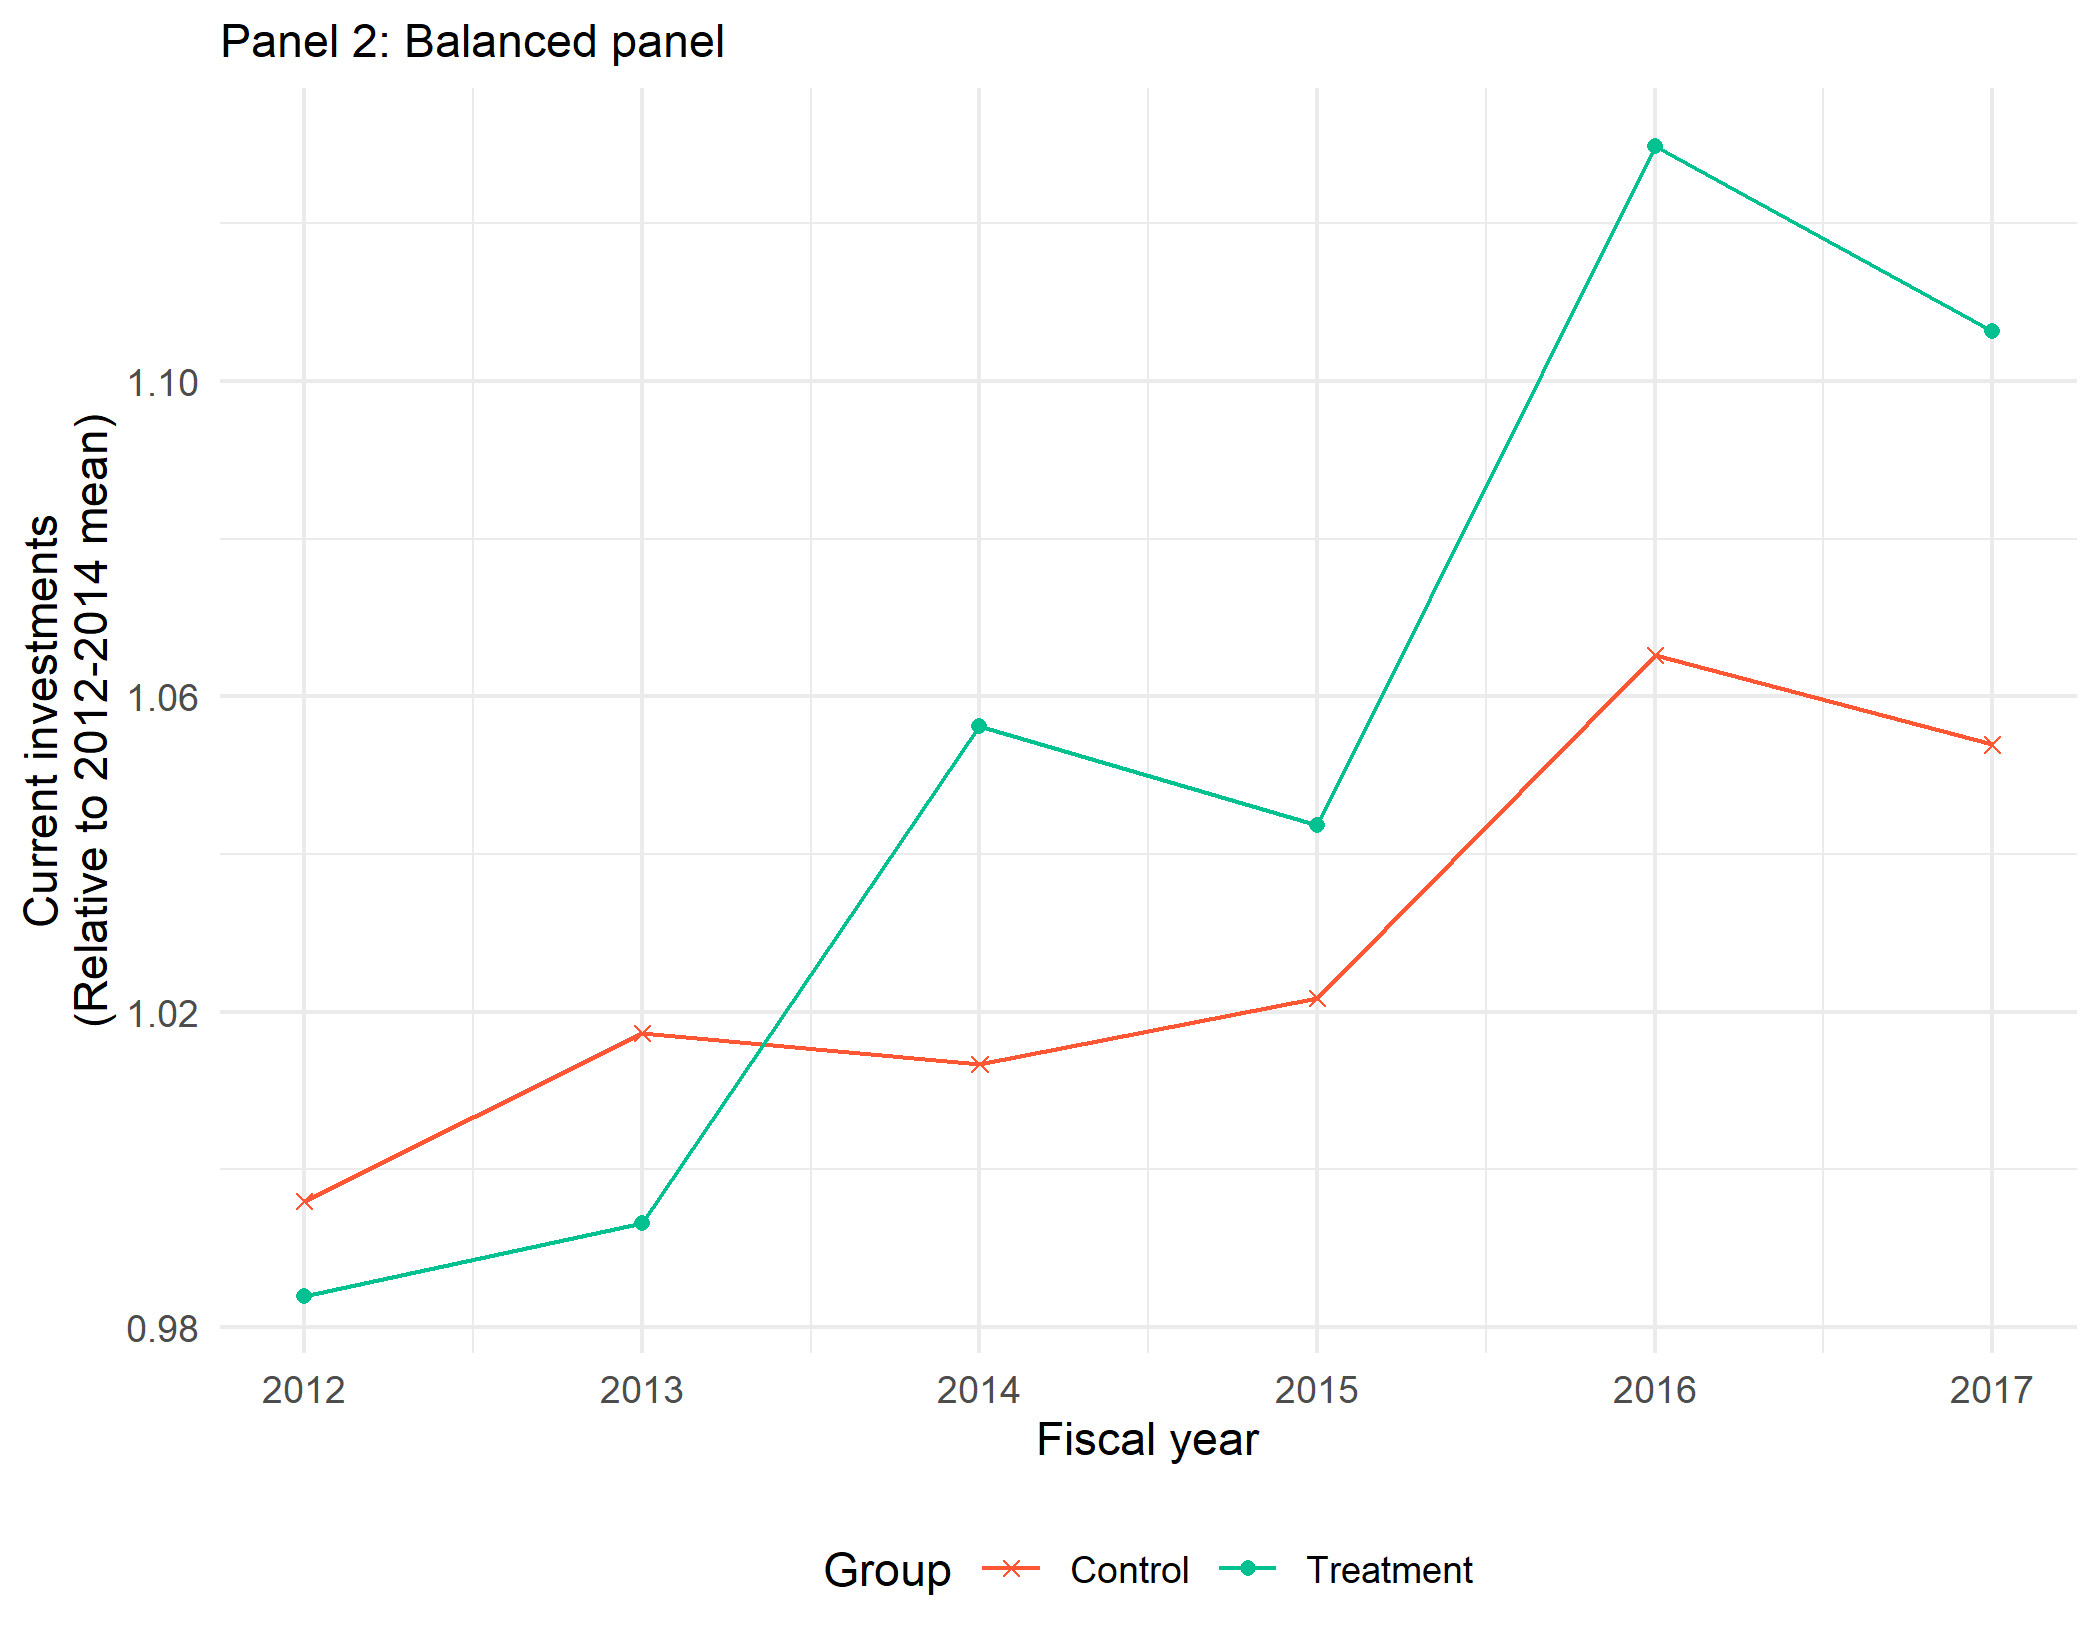 Panel 2: Balanced panel
Current investments
(Relative to 2012-2014 mean)
1.10
1.06
1.02
0.98
2012 2013 2014 2015 2016 2017
Fiscal year
Group Control Treatment